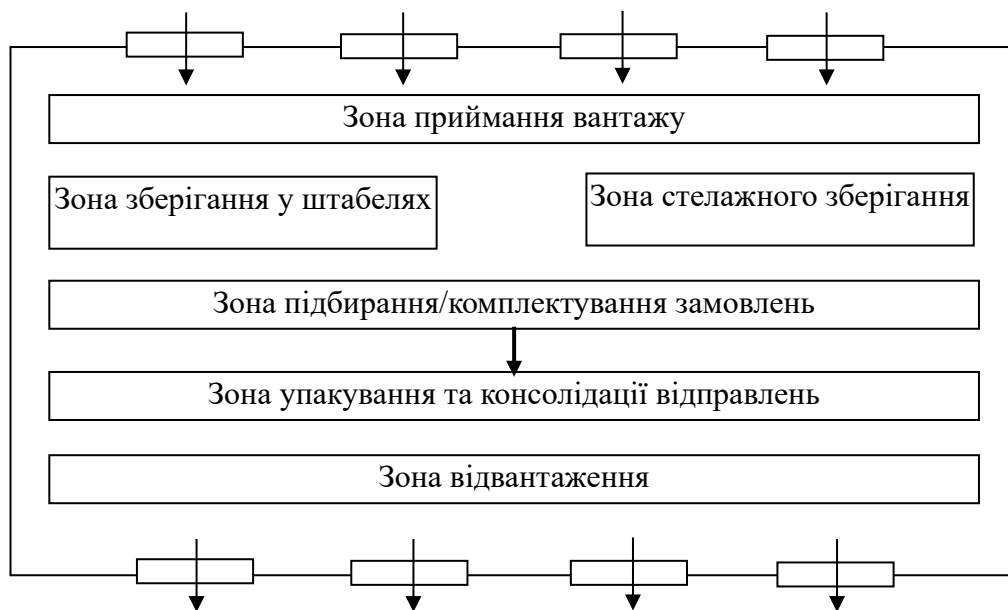 Зона приймання вантажу
Зона зберігання у штабелях
Зона стелажного зберігання
Зона підбирання/комплектування замовлень
Зона упакування та консолідації відправлень
Зона відвантаження